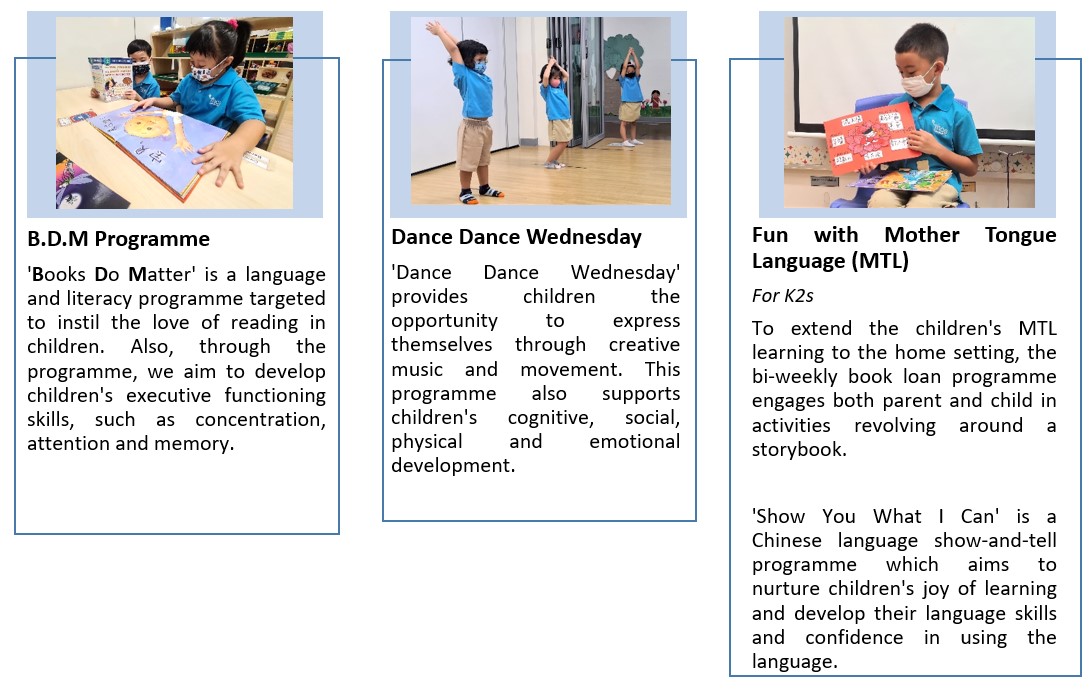 B.D.M Programme
'Books Do Matter' is a language
and literacy programme targeted
to instil the love of reading in
children. Also, through the
programme, we aim to develop
children's executive functioning
skills, such as concentration,
attention and memory.
Dance Dance Wednesday
'Dance Dance Wednesday'
provides children the
opportunity to express
themselves through creative
music and movement. This
programme also supports
children's cognitive, social,
physical and emotional
development.
Fun with Mother Tongue
Language (MTL)
For K2s
To extend the children's MTL
learning to the home setting, the
bi-weekly book loan programme
engages both parent and child in
activities revolving around a
storybook.
'Show You What I Can' is a
Chinese language show-and-tell
programme which aims to
nurture children's joy of learning
and develop their language skills
and confidence in using the
language.